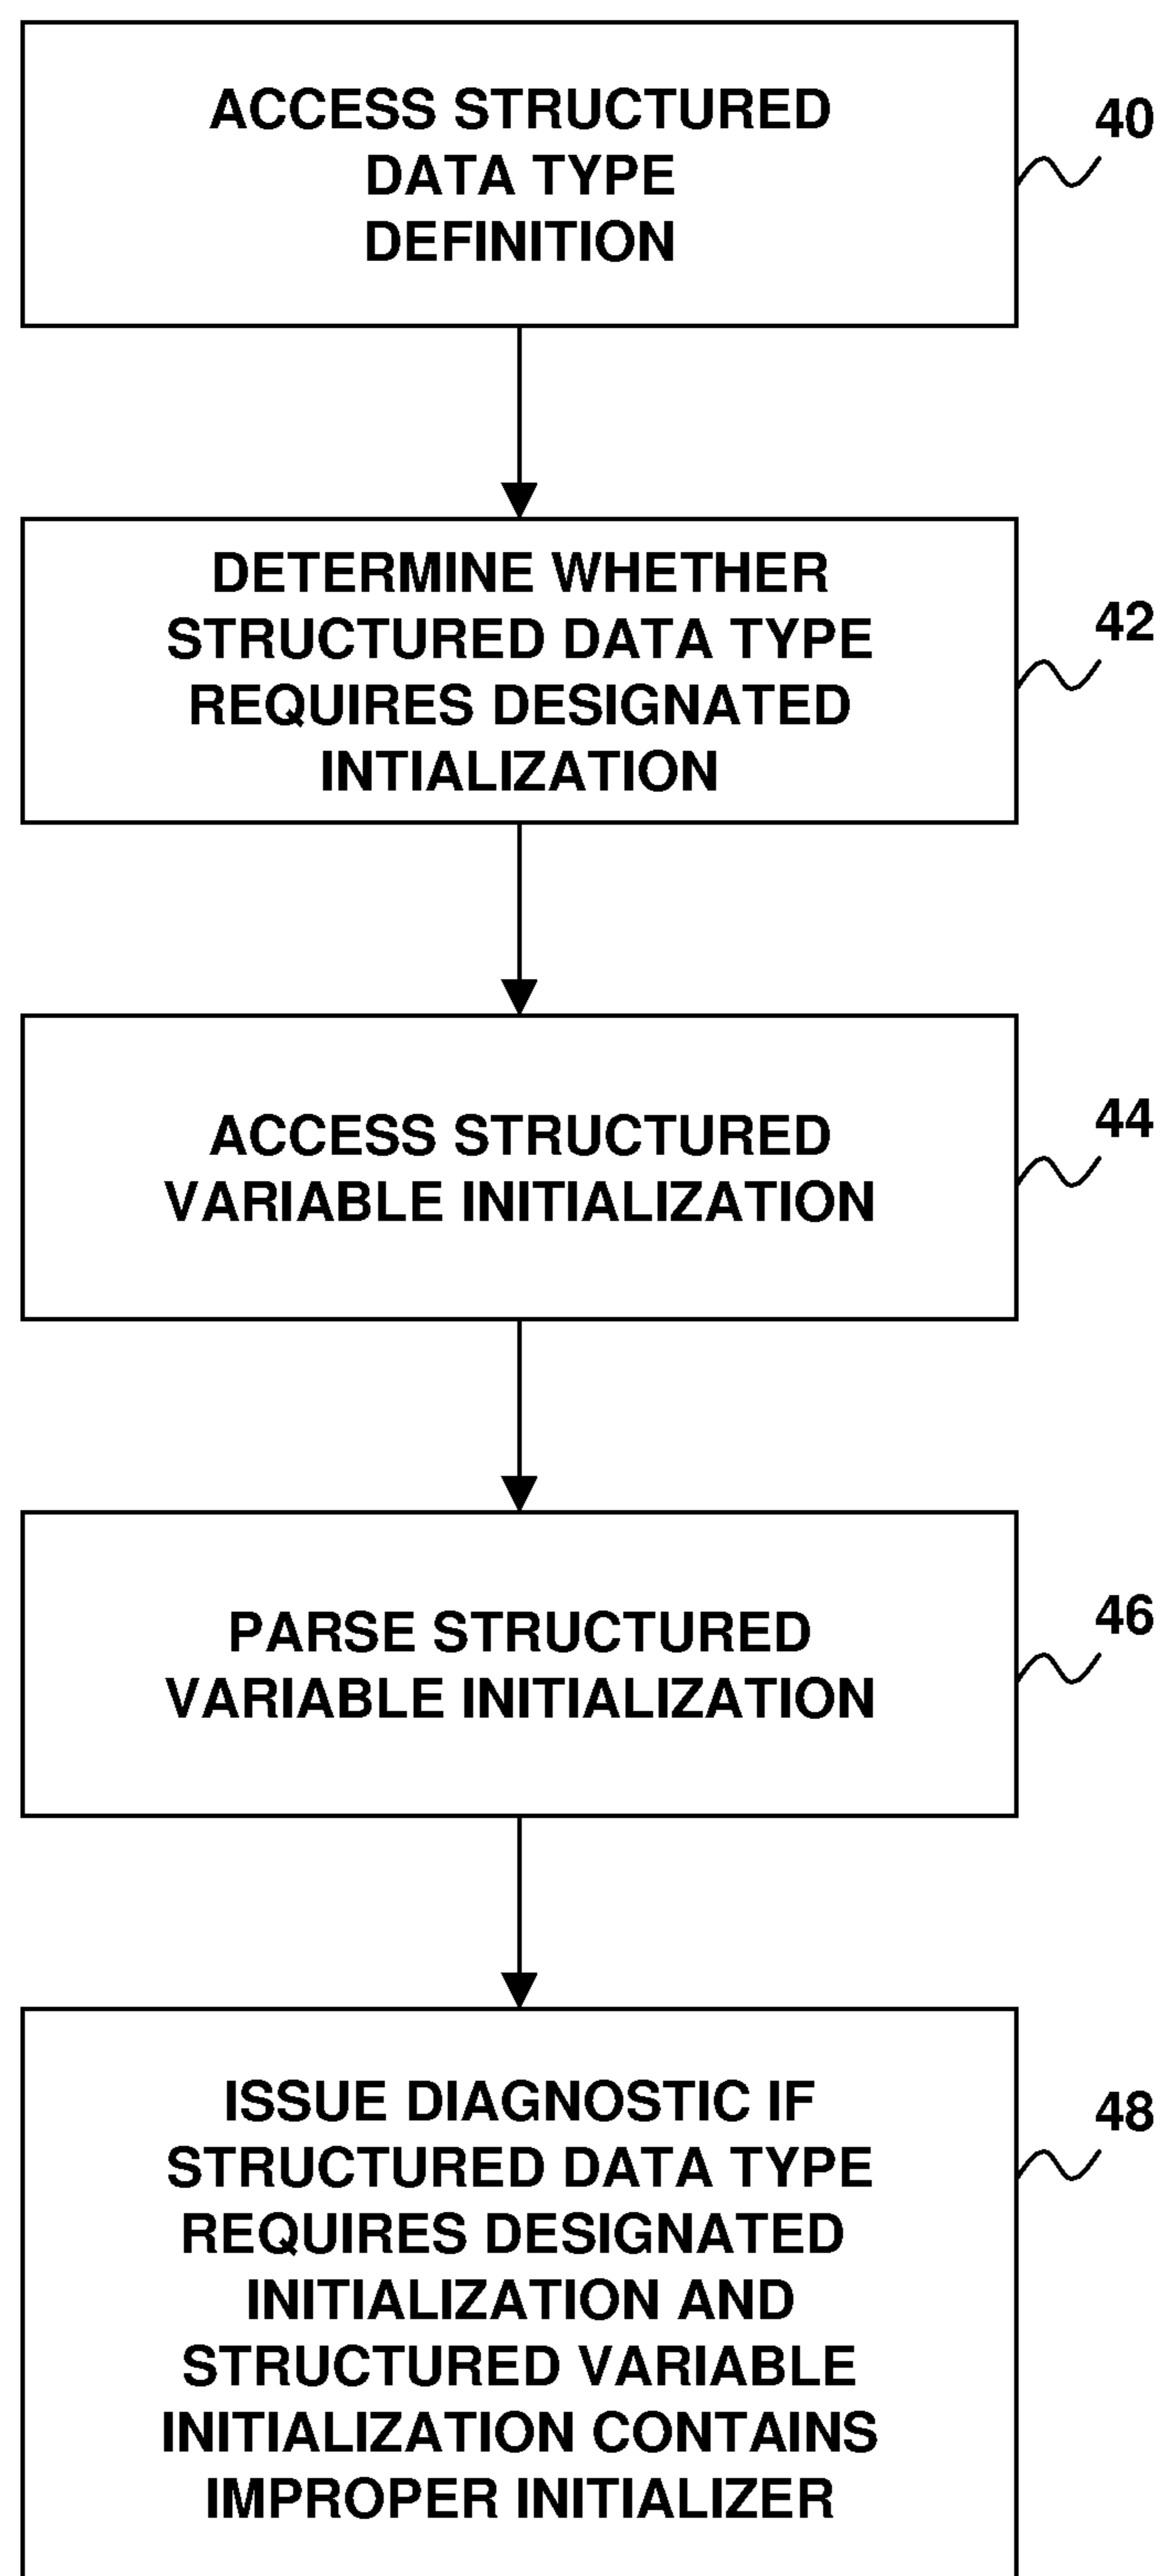 ACCESS STRUCTURED
DATA TYPE
DEFINITION
40
DETERMINE WHETHER
STRUCTURED DATA TYPE
REQUIRES DESIGNATED
INTIALIZATION
42
ACCESS STRUCTURED
VARIABLE INITIALIZATION
44
PARSE STRUCTURED
VARIABLE INITIALIZATION
46
ISSUE DIAGNOSTIC IF
STRUCTURED DATA TYPE
REQUIRES DESIGNATED
INITIALIZATION AND
STRUCTURED VARIABLE
INITIALIZATION CONTAINS
IMPROPER INITIALIZER
48